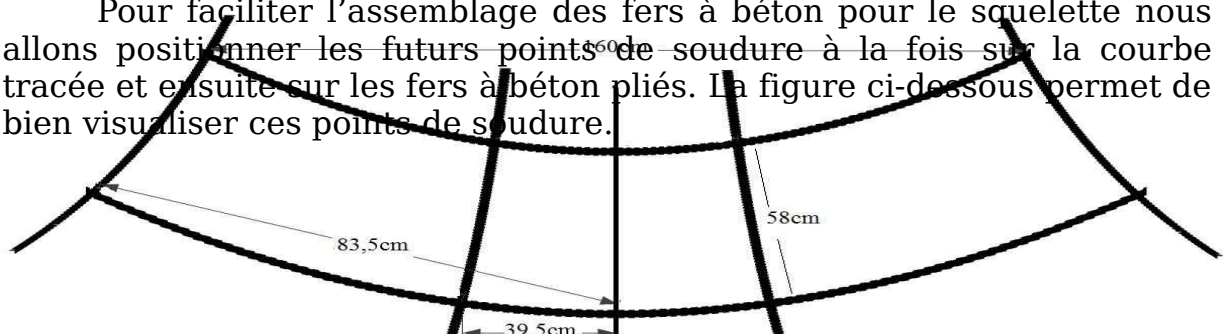 Pour faciliter l’assemblage des fers à béton pour le squelette nous
allons positionner les futurs points de soudure à la fois sur la courbe
tracée et ensuite sur les fers à béton pliés. La figure ci-dessous permet de
bien visualiser ces points de soudure.
160cm
58cm
83,5cm
39,5cm